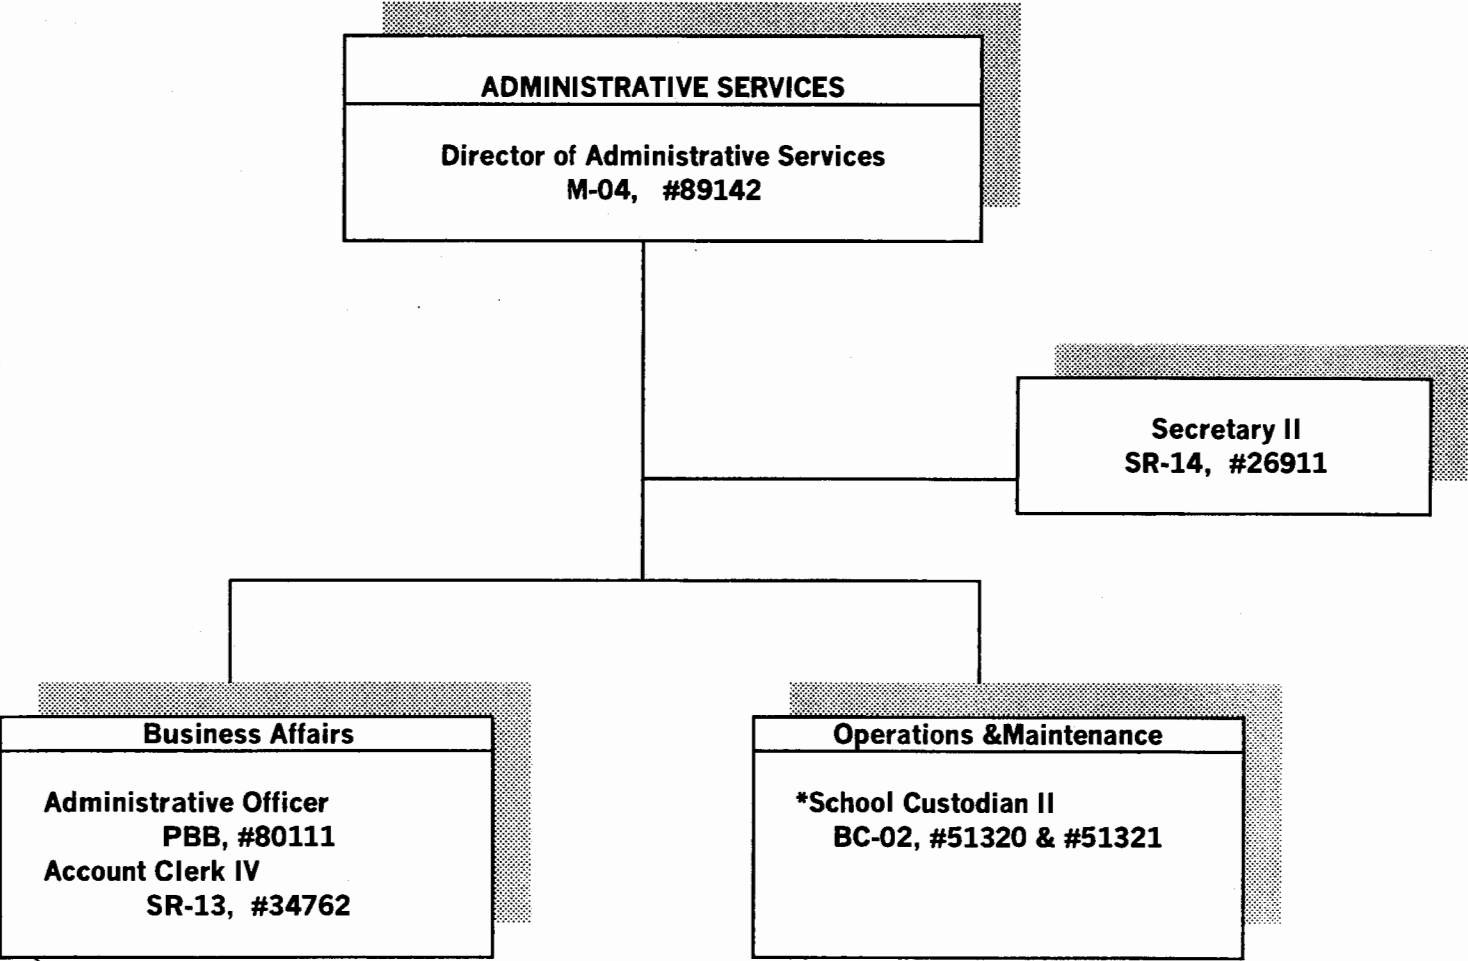 ADMINISTRATIVE SERVICES
Director of Administrative Services
M-04, #89142
Secretary II
SR-14, #26911
Business Affairs
Administrative Officer
PBB, #80111
Account Clerk IV
SR-13, #34762
Operations &Maintenance
*School Custodian II
BC-02, #51320 & #51321